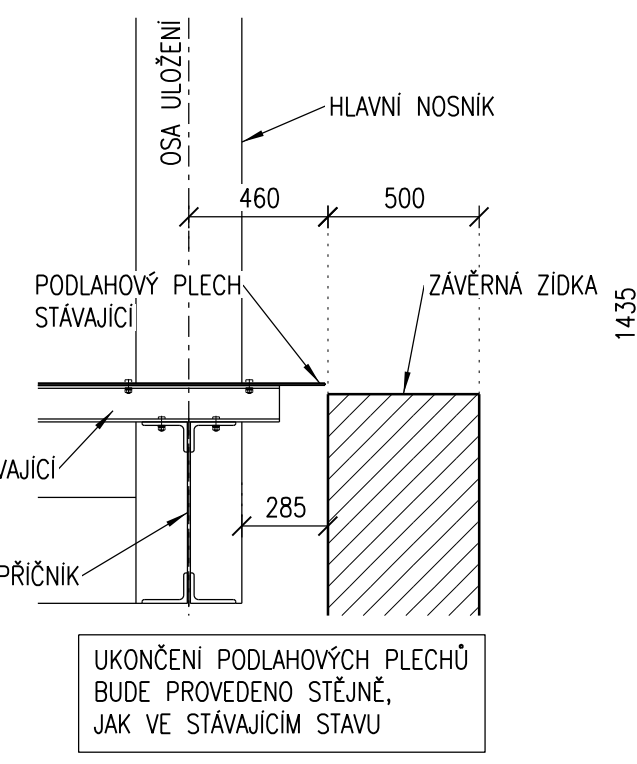 OSA ULOŽENÍ
HLAVNÍ NOSNÍK
460
500
PODLAHOVÝ PLECH
STÁVAJÍCÍ
ZÁVĚRNÁ ZÍDKA
1435
VAJÍCÍ
285
PŘÍČNÍK
UKONČENÍ PODLAHOVÝCH PLECHŮ
BUDE PROVEDENO STĚJNĚ,
JAK VE STÁVAJÍCÍM STAVU